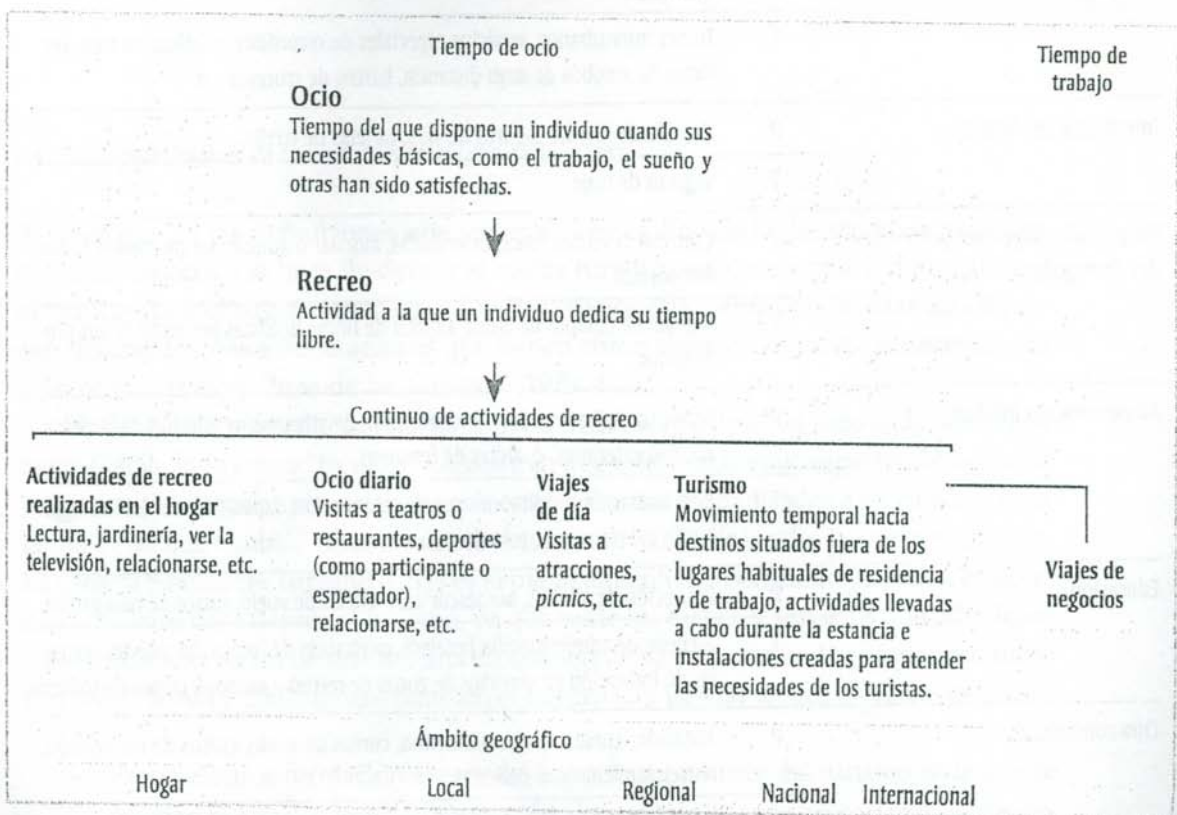 Tiempo de ocio
Tiempo de
trabajo
Ocio
Tiempo del que dispone un individuo cuando sus
necesidades básicas, como el trabajo, el sueño y
otras han sido satisfechas.
Recreo
Actividad a la que un individuo dedica su tiempo
libre.
Continuo de actividades de recreo
Actividades de recreo
realizadas en el hogar
Lectura, jardinería, ver la
televisión, relacionarse, etc.
Ocio diario
Visitas a teatros o
restaurantes, deportes
(como participante o
espectador),
relacionarse, etc.
Viajes
de día
Visitas a
atracciones,
picnics, etc.
Turismo
Movimiento temporal hacia
destinos situados fuera de los
lugares habituales de residencia
y de trabajo, actividades llevadas
a cabo durante la estancia e
instalaciones creadas para atender
las necesidades de los turistas.
Viajes de
negocios
Ámbito geográfico
Hogar
Local
Regional
Nacional
Internacional